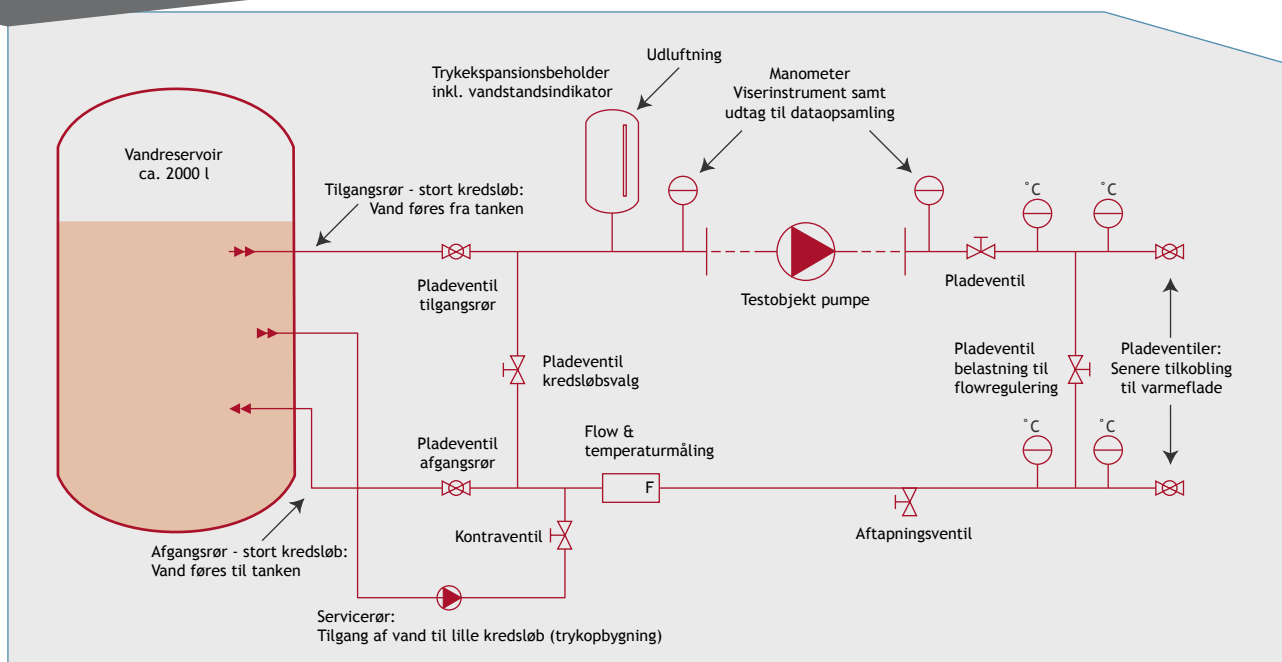 Udluftning
Trykekspansionsbeholder
inkl. vandstandsindikator
Manometer
Viserinstrument samt
udtag til dataopsamling
Vandreservoir
ca. 2000 l
Tilgangsrør - stort kredsløb:
Vand føres fra tanken
°C
°C
Pladeventil
tilgangsrør
Testobjekt pumpe
Pladeventil
Pladeventil
kredsløbsvalg
Pladeventil
belastning til
flowregulering
Pladeventiler:
Senere tilkobling
til varmeflade
Pladeventil
afgangsrør
Flow &
temperaturmåling
F
°C
°C
Kontraventil
Aftapningsventil
Afgangsrør - stort kredsløb:
Vand føres til tanken
Servicerør:
Tilgang af vand til lille kredsløb (trykopbygning)